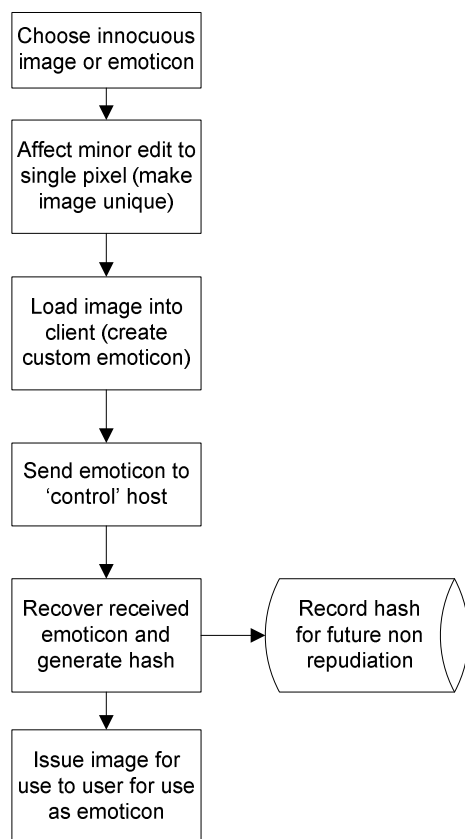 Choose innocuous
image or emoticon
Affect minor edit to
single pixel (make
image unique)
Load image into
client (create
custom emoticon)
Send emoticon to
‘control’ host
Recover received
emoticon and
generate hash
Record hash
for future non
repudiation
Issue image for
use to user for use
as emoticon